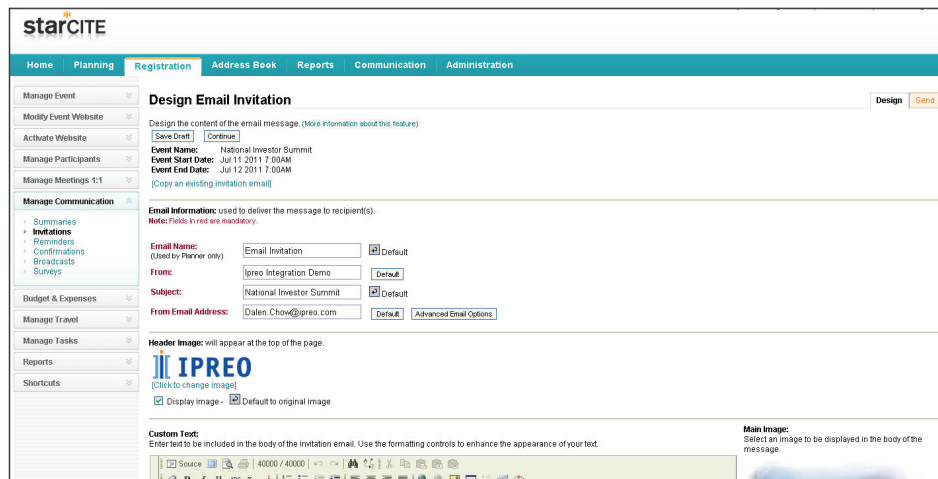 starCITE
Home Planning Registration Address Book Reports Communication Administration
Manage Event
Modify Event Website
Activate Website
Manage Participants
Manage Meetings 1:1
Manage Communication
Summaries
Invitations
Reminders
Confirmations
Broadcasts
Surveys
Budget & Expenses
Manage Travel
Manage Tasks
Reports
Shortcuts
Design Email Invitation
Design Send
Design the content of the email message. (More information about this feature)
Save Draft Continue
Event Name: National Investor Summit
Event Start Date: Jul 11 2011 7:00AM
Event End Date: Jul 12 2011 7:00AM
[Copy an existing invitation email]
Email Information: used to deliver the message to recipient(s).
Note: Fields in red are mandatory.
Email Name: Email Invitation Default
(Used by Planner only)
From: Ipreo Integration Demo Default
Subject: National Investor Summit Default
From Email Address: Dalen.Chow@ipreo.com Default Advanced Email Options
Header Image: will appear at the top of the page.
IPREO
[Click to change image]
Display image - Default to original image
Custom Text:
Enter text to be included in the body of the invitation email. Use the formatting controls to enhance the appearance of your text.
Source 40000 / 40000
Main Image:
Select an image to be displayed in the body of the
message.